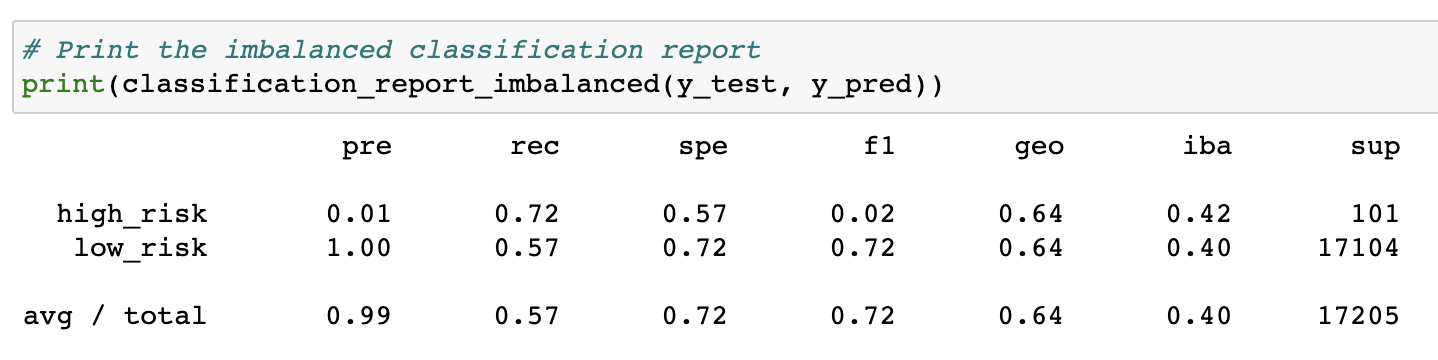 # Print the imbalanced classification report
print(classification_report_imbalanced(y_test, y_pred))
pre rec spe f1 geo iba sup
high_risk 0.01 0.72 0.57 0.02 0.64 0.42 101
low_risk 1.00 0.57 0.72 0.72 0.64 0.40 17104
avg / total 0.99 0.57 0.72 0.72 0.64 0.40 17205